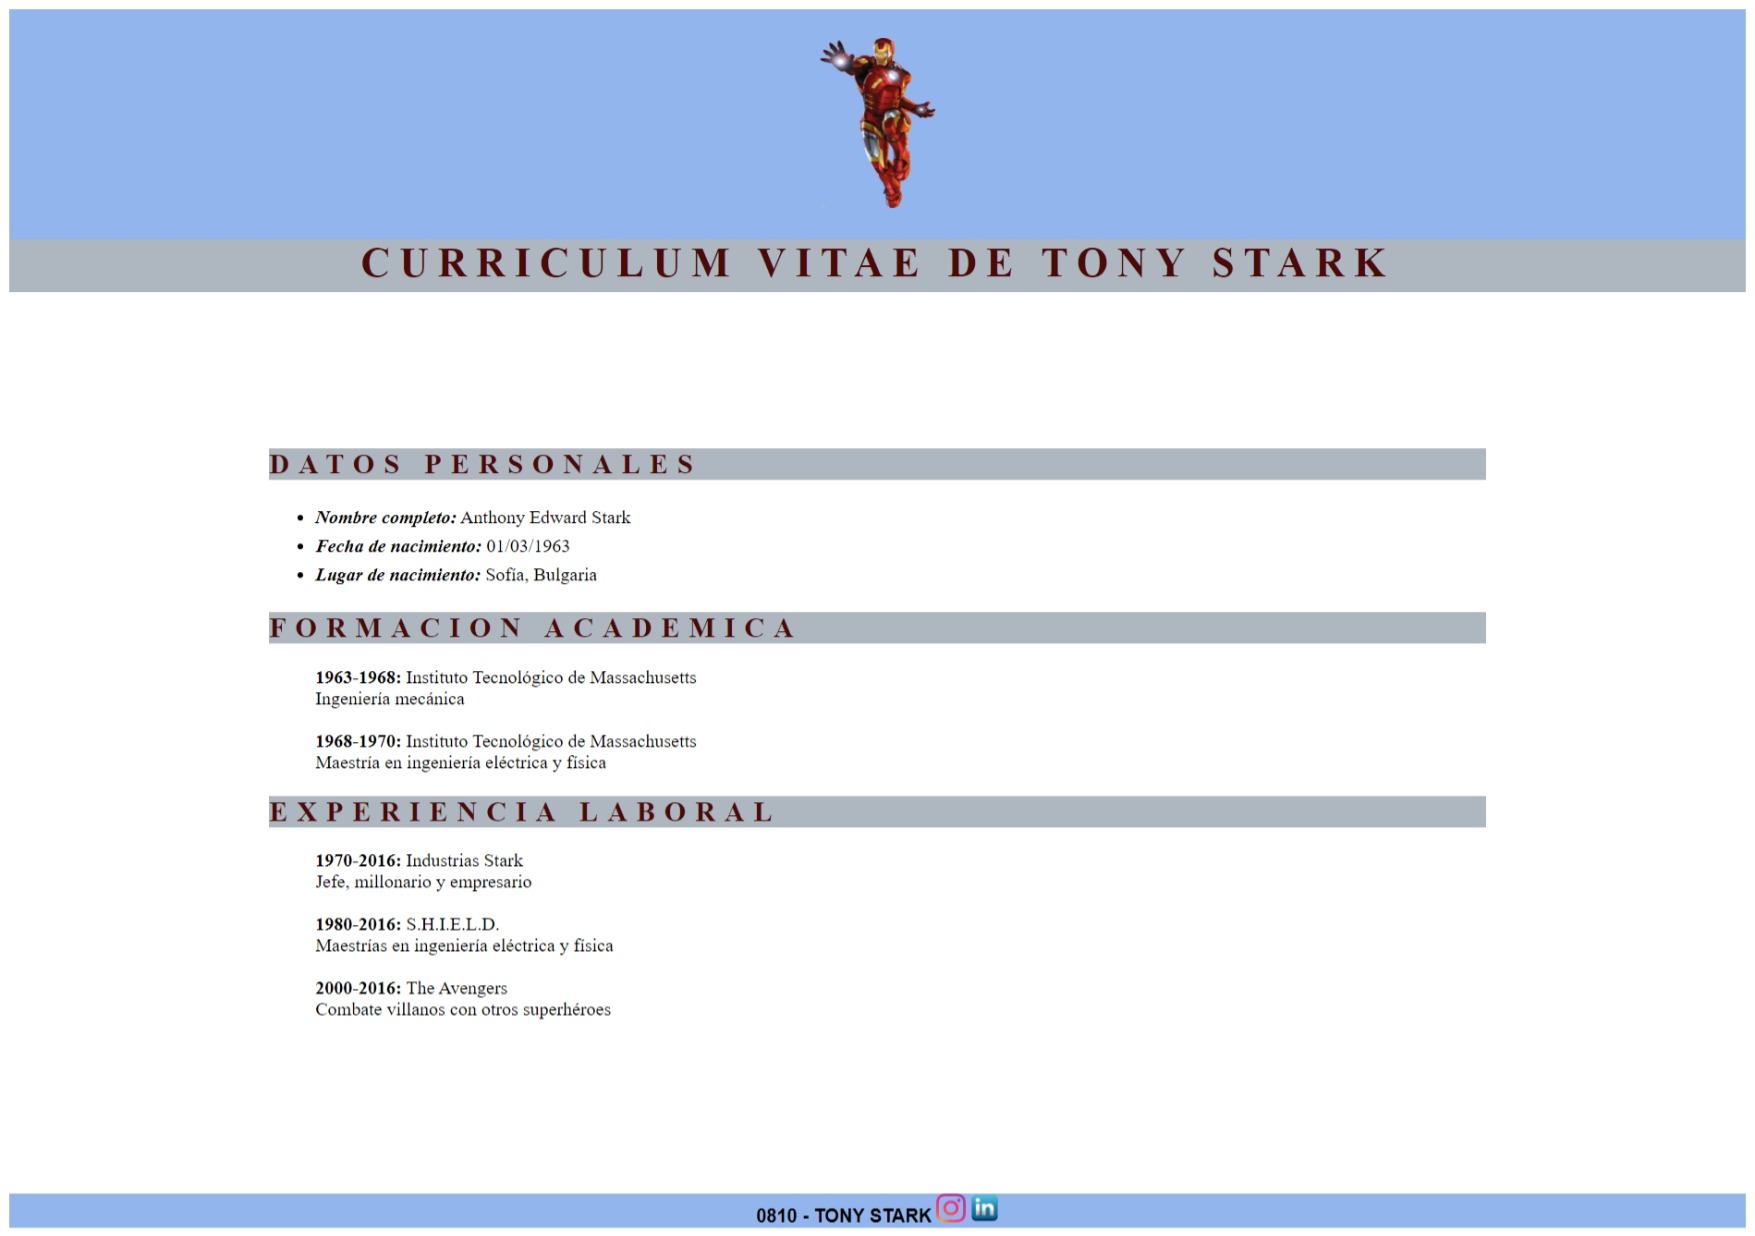 CURRICULUM VITAE DE TONY STARK
DATOS PERSONALES
Nombre completo: Anthony Edward Stark
Fecha de nacimiento: 01/03/1963
Lugar de nacimiento: Sofía, Bulgaria
FORMACION ACADEMICA
1963-1968: Instituto Tecnológico de Massachusetts
Ingeniería mecánica
1968-1970: Instituto Tecnológico de Massachusetts
Maestría en ingeniería eléctrica y física
EXPERIENCIA LABORAL
1970-2016: Industrias Stark
Jefe, millonario y empresario
1980-2016: S.H.I.E.L.D.
Maestrías en ingeniería eléctrica y física
2000-2016: The Avengers
Combate villanos con otros superhéroes
0810 - TONY STARK in